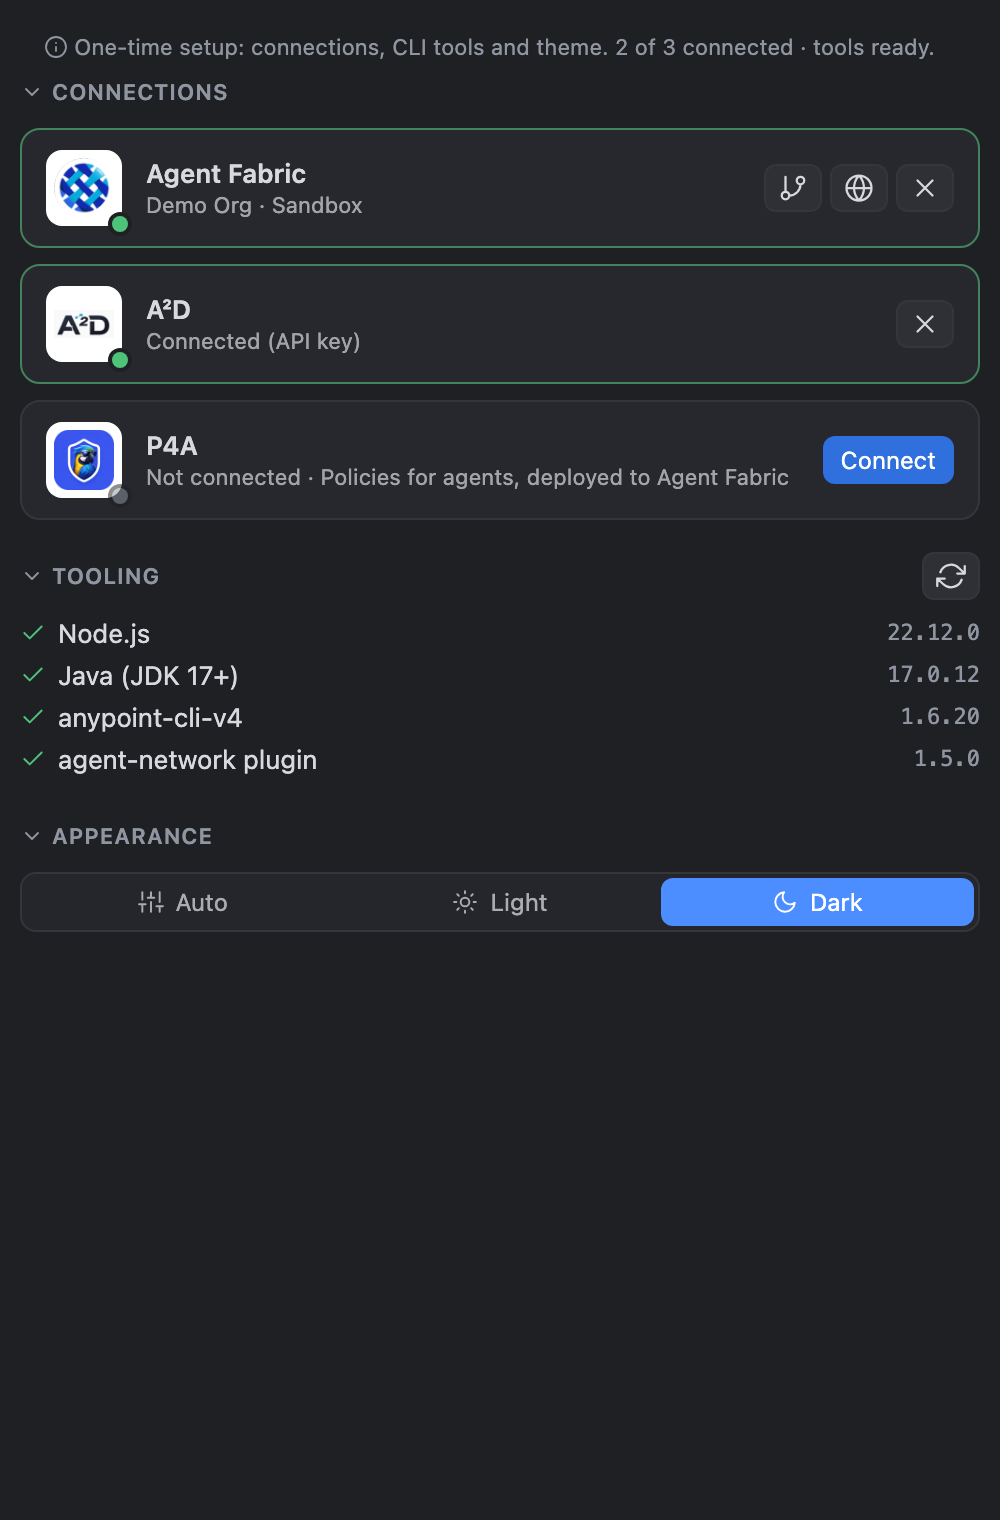 One-time setup: connections, CLI tools and theme. 2 of 3 connected · tools ready.
CONNECTIONS
Agent Fabric
Demo Org · Sandbox
A²D
A²D
Connected (API key)
P4A
Not connected · Policies for agents, deployed to Agent Fabric
Connect
TOOLING
Node.js 22.12.0
Java (JDK 17+) 17.0.12
anypoint-cli-v4 1.6.20
agent-network plugin 1.5.0
APPEARANCE
Auto Light Dark